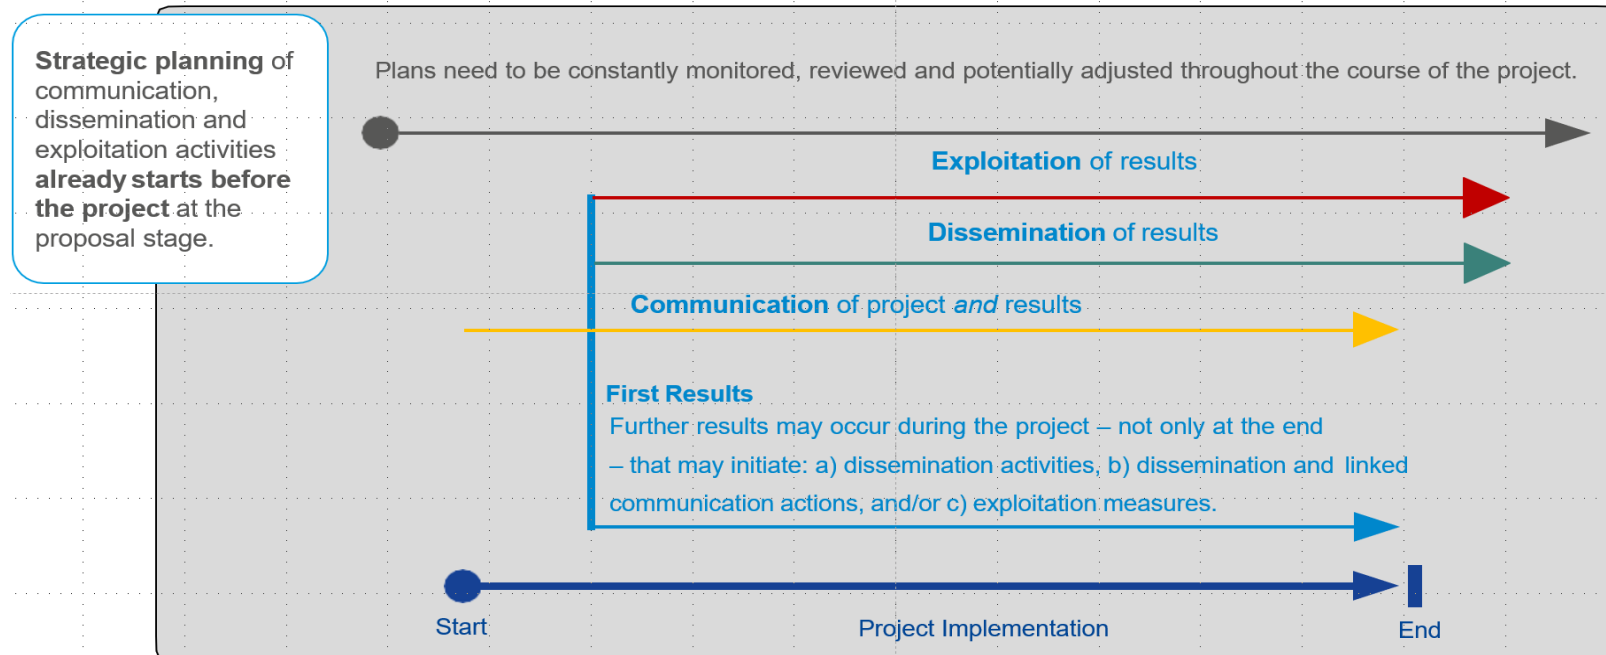 Strategic planning of
communication,
dissemination and
exploitation activities
already starts before
the project at the
proposal stage.
Plans need to be constantly monitored, reviewed and potentially adjusted throughout the course of the project.
Exploitation of results
Dissemination of results
Communication of project and results
First Results
Further results may occur during the project – not only at the end
– that may initiate: a) dissemination activities, b) dissemination and linked
communication actions, and/or c) exploitation measures.
Start
Project Implementation
End